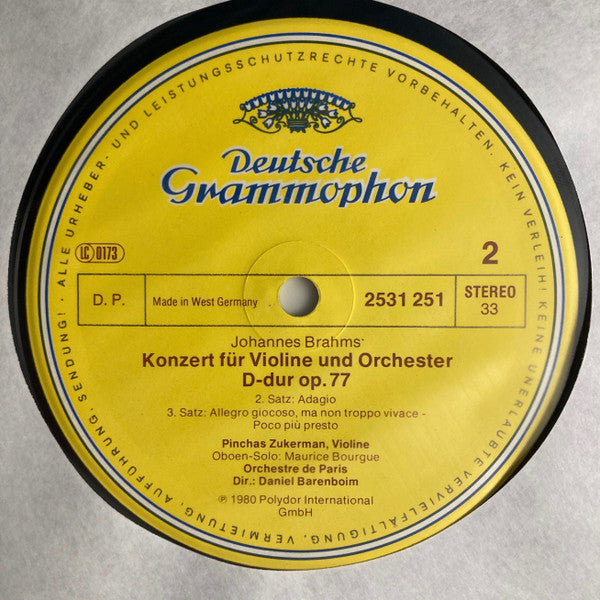 ALLE URHEBER- UND LEISTUNGSSCHUTZRECHTE VORBEHALTEN. KEIN VERLEIH! KEINE UNERLAUBTE VERVIELFÄLTIGUNG, VERMIETUNG, AUFFÜHRUNG, SENDUNG! ·
Deutsche
Grammophon
LC 0173
2
D. P.
Made in West Germany
2531 251
STEREO
33
Johannes Brahms
Konzert für Violine und Orchester
D-dur op. 77
2. Satz: Adagio
3. Satz: Allegro giocoso, ma non troppo vivace -
Poco più presto
Pinchas Zukerman, Violine
Oboen-Solo: Maurice Bourgue
Orchestre de Paris
Dir.: Daniel Barenboim
℗ 1980 Polydor International
GmbH